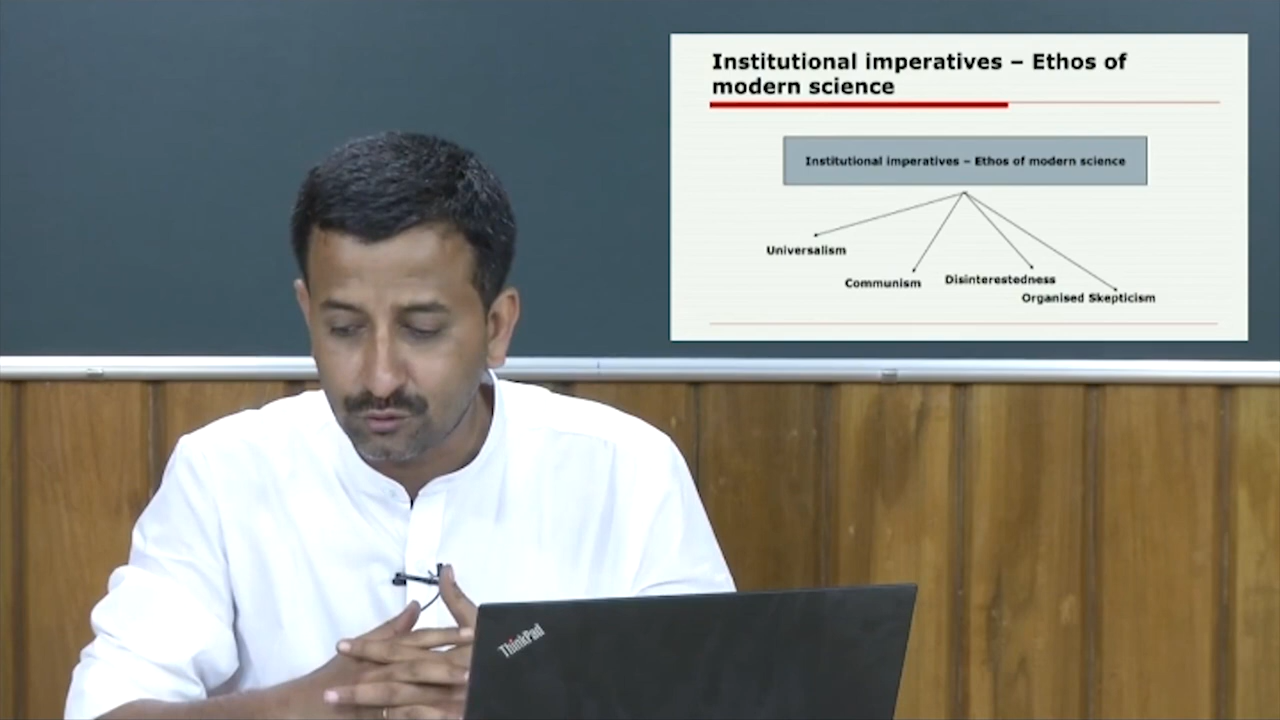 Institutional imperatives – Ethos of
modern science
Institutional imperatives – Ethos of modern science
Universalism
Communism
Disinterestedness
Organised Skepticism
ThinkPad